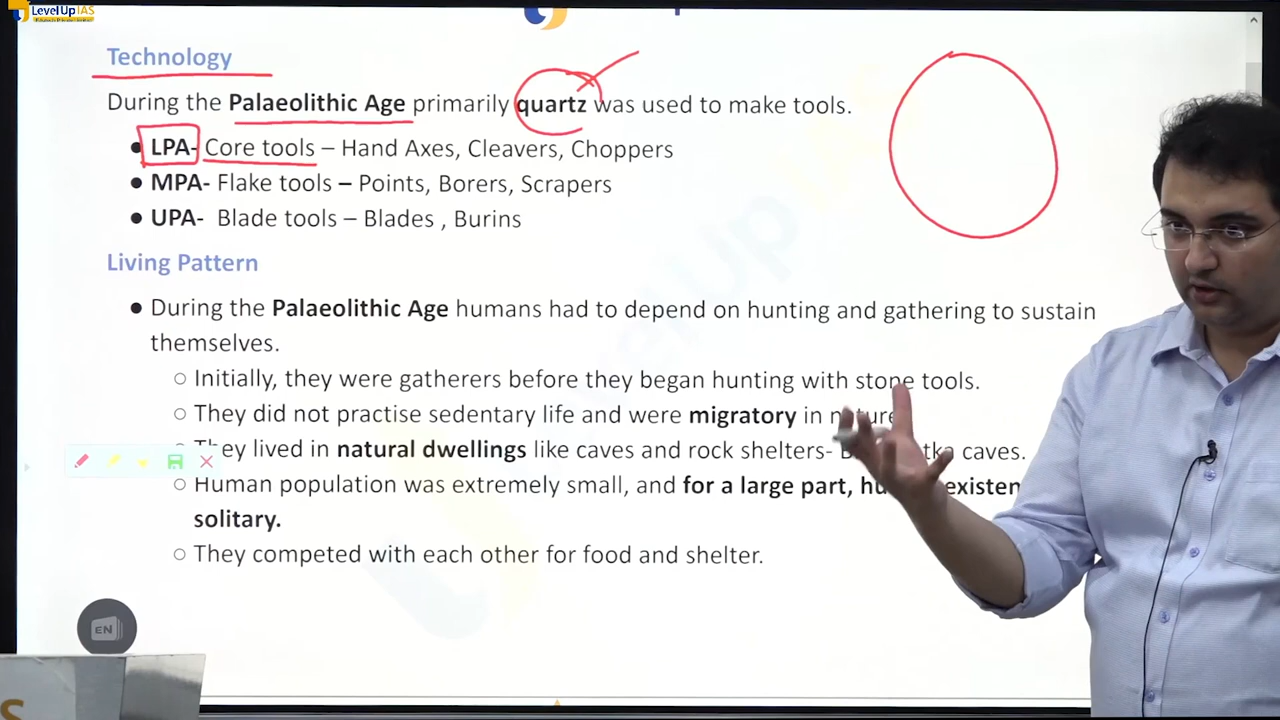 LevelUp IAS
Technology
During the Palaeolithic Age primarily quartz was used to make tools.
● LPA- Core tools – Hand Axes, Cleavers, Choppers
● MPA- Flake tools – Points, Borers, Scrapers
● UPA- Blade tools – Blades , Burins
Living Pattern
● During the Palaeolithic Age humans had to depend on hunting and gathering to sustain
themselves.
○ Initially, they were gatherers before they began hunting with stone tools.
○ They did not practise sedentary life and were migratory in nature
○ They lived in natural dwellings like caves and rock shelters- caves.
○ Human population was extremely small, and for a large part,
solitary.
○ They competed with each other for food and shelter.
EN